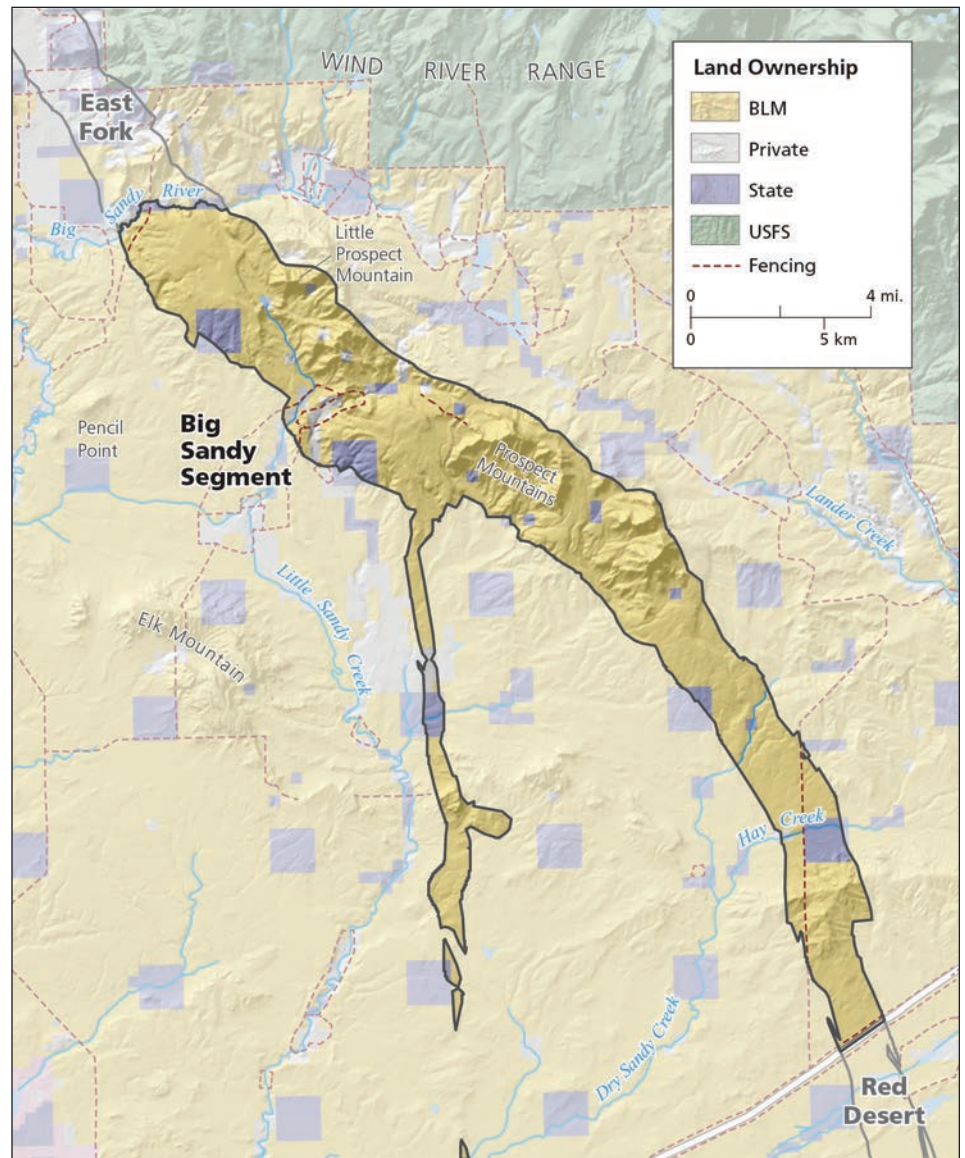 WIND RIVER RANGE
Land Ownership
BLM
Private
State
USFS
Fencing
0 4 mi.
0 5 km
East
Fork
Big Sandy River
Little
Prospect
Mountain
Pencil
Point
Big
Sandy
Segment
Prospect
Mountains
Lander Creek
Little Sandy Creek
Elk Mountain
Hay Creek
Dry Sandy Creek
Red
Desert